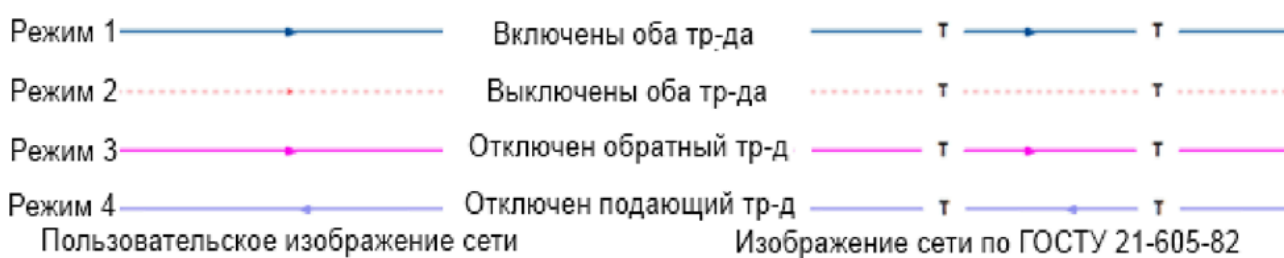 Режим 1 Включены оба тр-да Т Т
Режим 2 Выключены оба тр-да Т Т
Режим 3 Отключен обратный тр-д Т Т
Режим 4 Отключен подающий тр-д Т Т
Пользовательское изображение сети Изображение сети по ГОСТУ 21-605-82